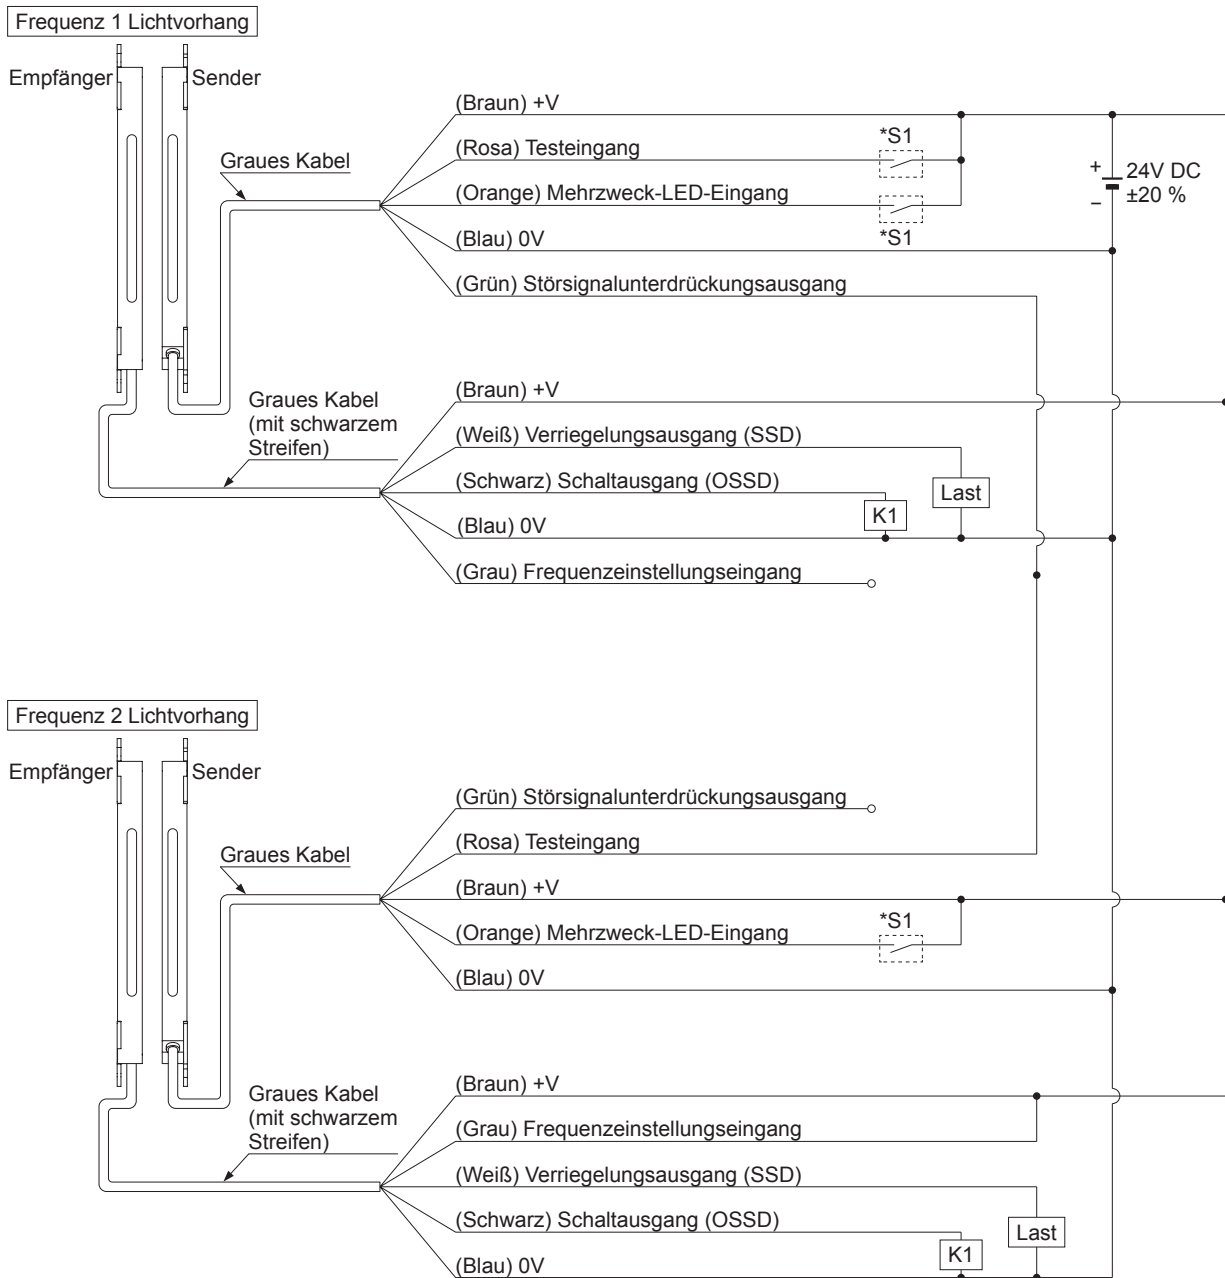 Frequenz 1 Lichtvorhang
Empfänger
Sender
(Braun) +V
*S1
(Rosa) Testeingang
Graues Kabel
+
24V DC
±20 %
−
(Orange) Mehrzweck-LED-Eingang
*S1
(Blau) 0V
(Grün) Störsignalunterdrückungsausgang
(Braun) +V
Graues Kabel
(mit schwarzem
Streifen)
(Weiß) Verriegelungsausgang (SSD)
(Schwarz) Schaltausgang (OSSD)
Last
K1
(Blau) 0V
(Grau) Frequenzeinstellungseingang
Frequenz 2 Lichtvorhang
Empfänger
Sender
(Grün) Störsignalunterdrückungsausgang
(Rosa) Testeingang
Graues Kabel
(Braun) +V
*S1
(Orange) Mehrzweck-LED-Eingang
(Blau) 0V
(Braun) +V
Graues Kabel
(mit schwarzem
Streifen)
(Grau) Frequenzeinstellungseingang
(Weiß) Verriegelungsausgang (SSD)
(Schwarz) Schaltausgang (OSSD)
Last
K1
(Blau) 0V